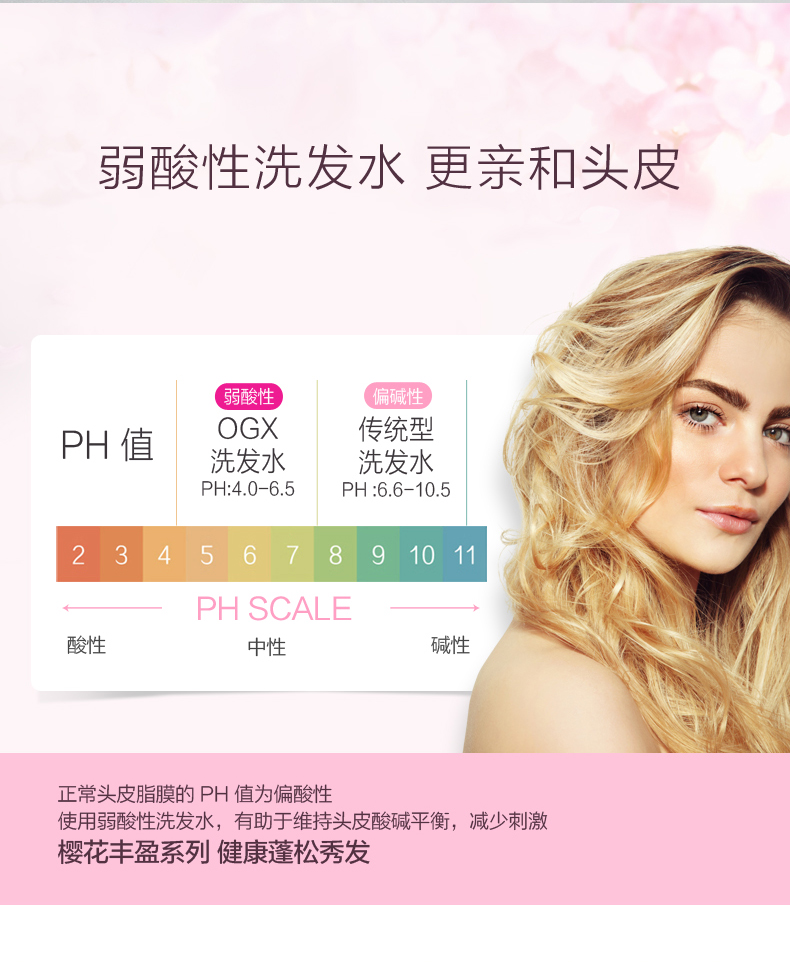 弱酸性洗发水 更亲和头皮
PH 值
弱酸性
OGX
洗发水
PH:4.0-6.5
偏碱性
传统型
洗发水
PH :6.6-10.5
2 3 4 5 6 7 8 9 10 11
PH SCALE
酸性 中性 碱性
正常头皮脂膜的 PH 值为偏酸性
使用弱酸性洗发水，有助于维持头皮酸碱平衡，减少刺激
樱花丰盈系列 健康蓬松秀发